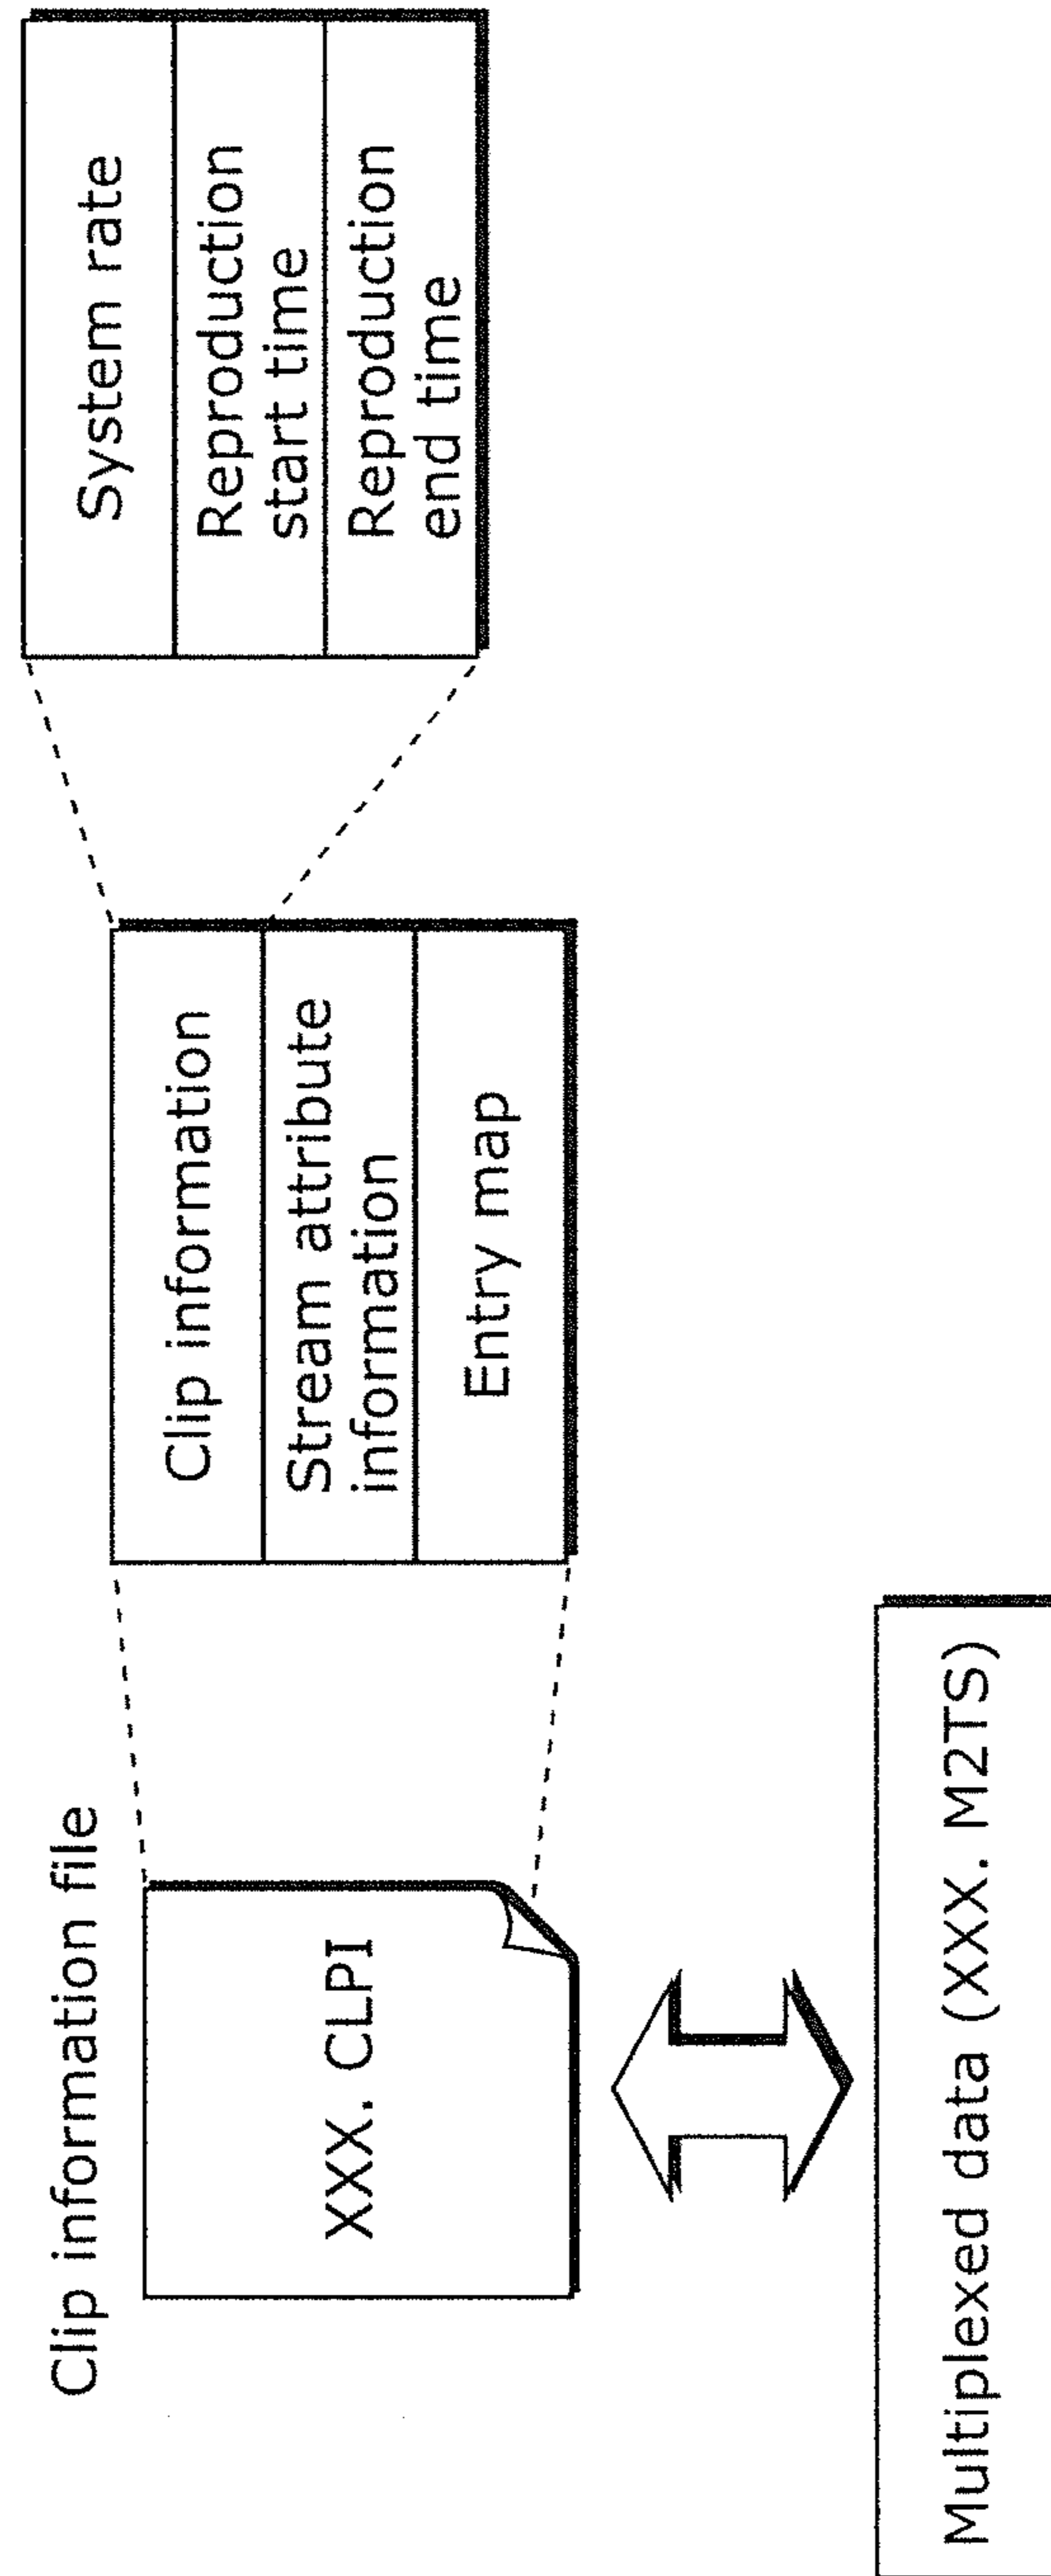 Clip information file
XXX. CLPI
Multiplexed data (XXX. M2TS)
Clip information
Stream attribute
information
Entry map
System rate
Reproduction
start time
Reproduction
end time